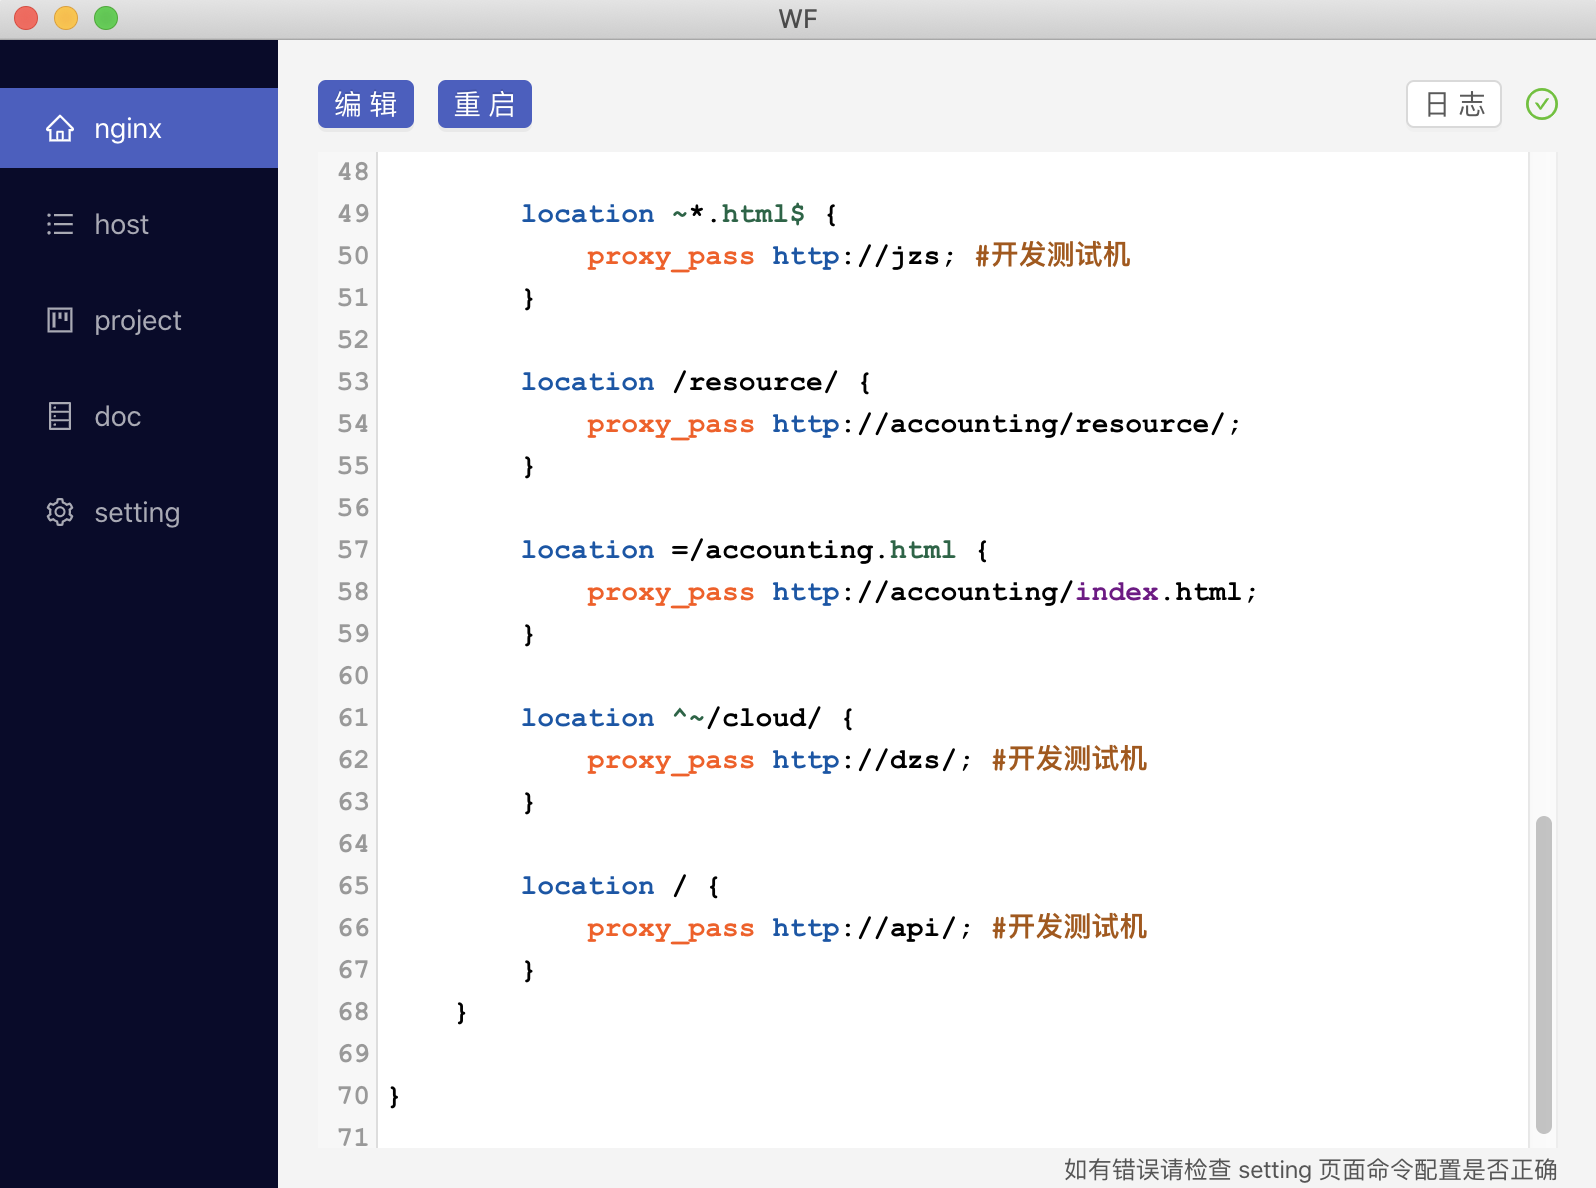 WF
nginx
host
project
doc
setting
编 辑
重 启
日 志
48
49 location ~*.html$ {
50 proxy_pass http://jzs; #开发测试机
51 }
52
53 location /resource/ {
54 proxy_pass http://accounting/resource/;
55 }
56
57 location =/accounting.html {
58 proxy_pass http://accounting/index.html;
59 }
60
61 location ^~/cloud/ {
62 proxy_pass http://dzs/; #开发测试机
63 }
64
65 location / {
66 proxy_pass http://api/; #开发测试机
67 }
68 }
69
70 }
71
如有错误请检查 setting 页面命令配置是否正确